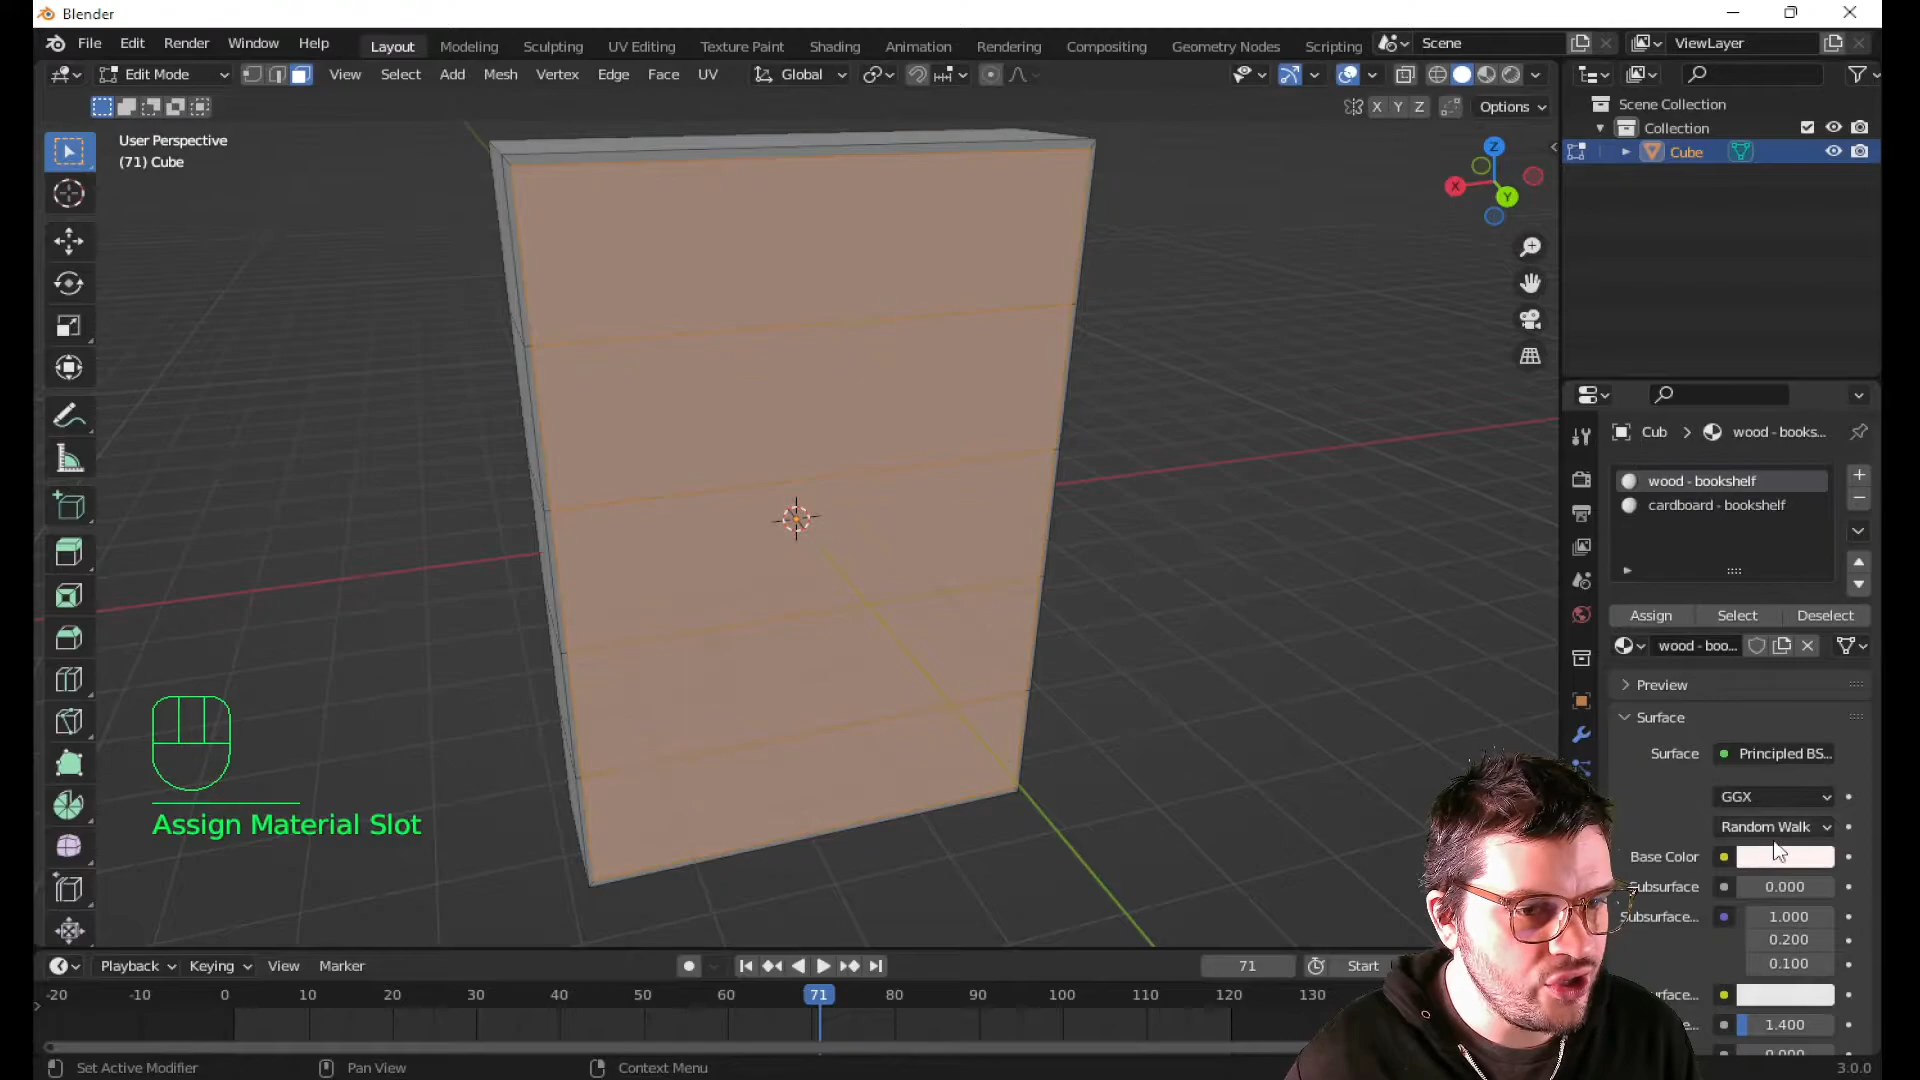 Blender
File Edit Render Window Help Layout Modeling Sculpting UV Editing Texture Paint Shading Animation Rendering Compositing Geometry Nodes Scripting Scene ViewLayer
Edit Mode View Select Add Mesh Vertex Edge Face UV Global
X Y Z Options
User Perspective
(71) Cube
Z
X
Y
Scene Collection
Collection
Cube
Cub > wood - books...
wood - bookshelf
cardboard - bookshelf
Assign Select Deselect
wood - boo...
Preview
Surface
Surface Principled BS...
GGX
Random Walk
Base Color
Subsurface 0.000
Subsurface... 1.000
0.200
0.100
1.400
0.000
Assign Material Slot
Playback Keying View Marker 71 Start
-20 -10 0 10 20 30 40 50 60 71 80 90 100 110 120 130
Set Active Modifier Pan View Context Menu 3.0.0